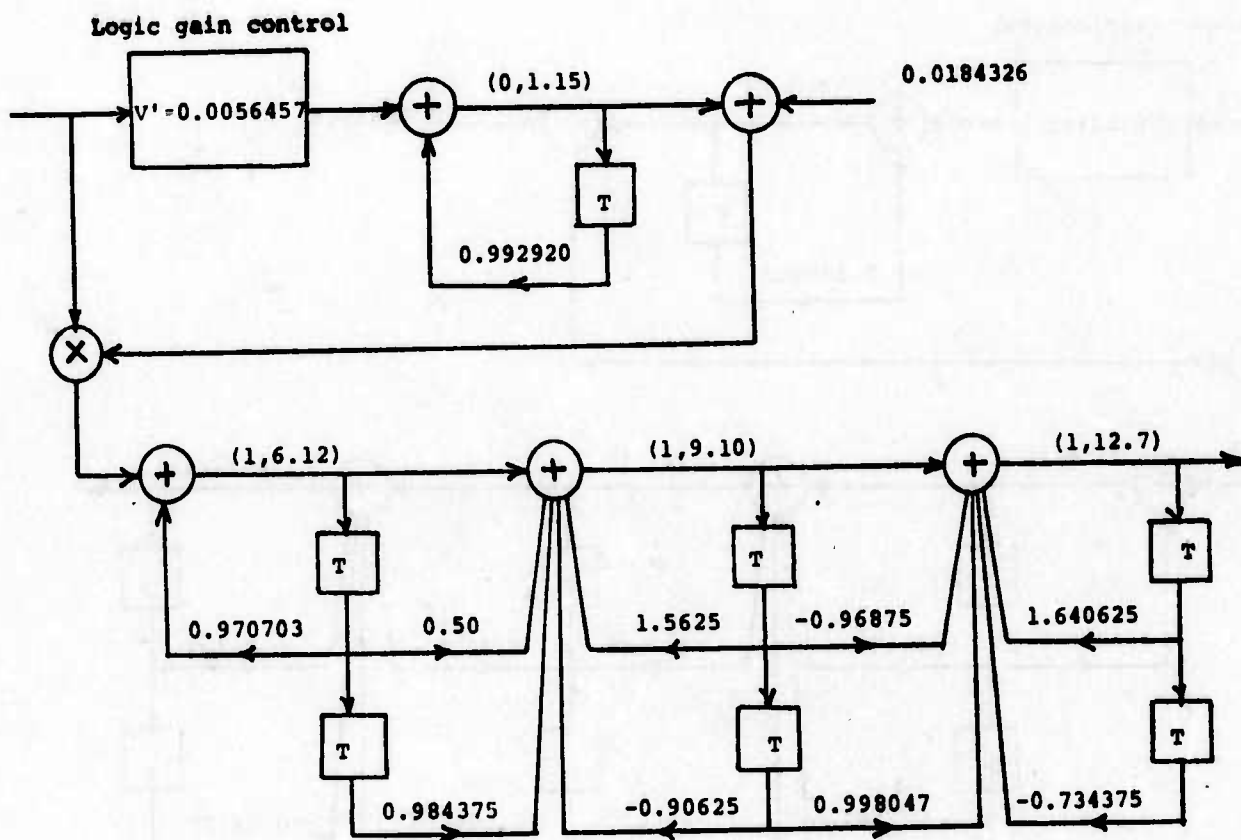 Logic gain control
V'=0.0056457
+
(0,1.15)
+
0.0184326
T
0.992920
×
+
(1,6.12)
+
(1,9.10)
+
(1,12.7)
T
T
T
0.970703
0.50
1.5625
-0.96875
1.640625
T
T
T
0.984375
-0.90625
0.998047
-0.734375